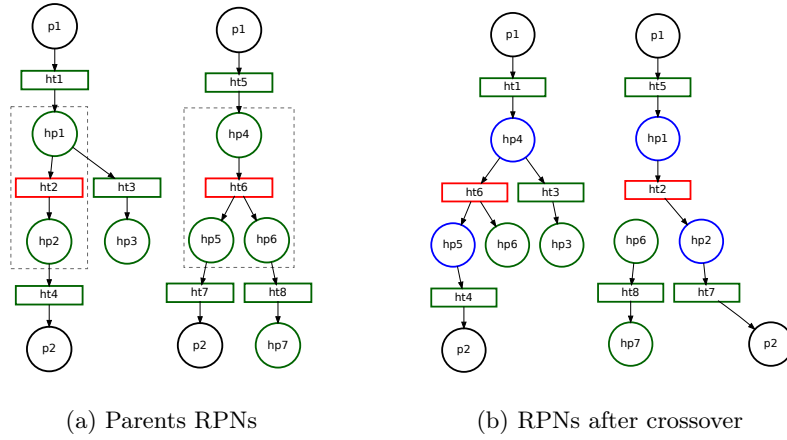 p1 p1 p1 p1
ht1 ht5 ht1 ht5
hp1 hp4 hp4 hp1
ht2 ht3 ht6 ht6 ht3 ht2
hp2 hp3 hp5 hp6 hp5 hp6 hp3 hp6 hp2
ht4 ht7 ht8 ht4 ht8 ht7
p2 p2 hp7 p2 hp7 p2
(a) Parents RPNs (b) RPNs after crossover